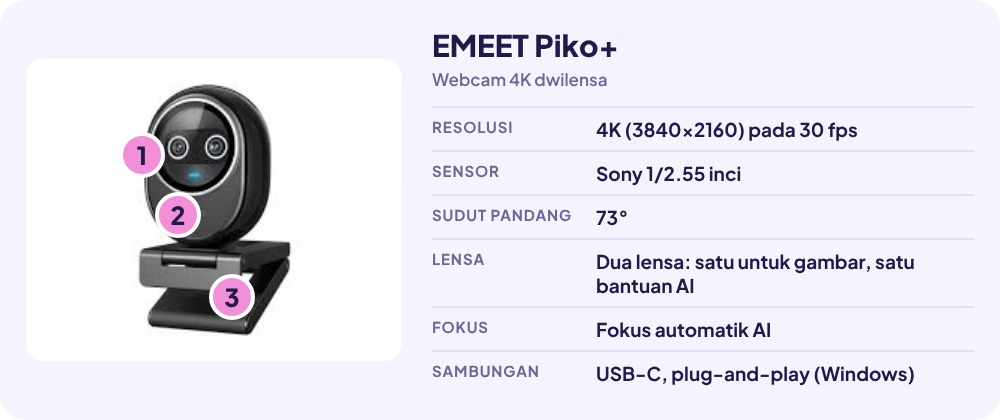 EMEET Piko+
Webcam 4K dwilensa
RESOLUSI 4K (3840×2160) pada 30 fps
SENSOR Sony 1/2.55 inci
SUDUT PANDANG 73°
LENSA Dua lensa: satu untuk gambar, satu
bantuan AI
FOKUS Fokus automatik AI
SAMBUNGAN USB-C, plug-and-play (Windows)
1
2
3